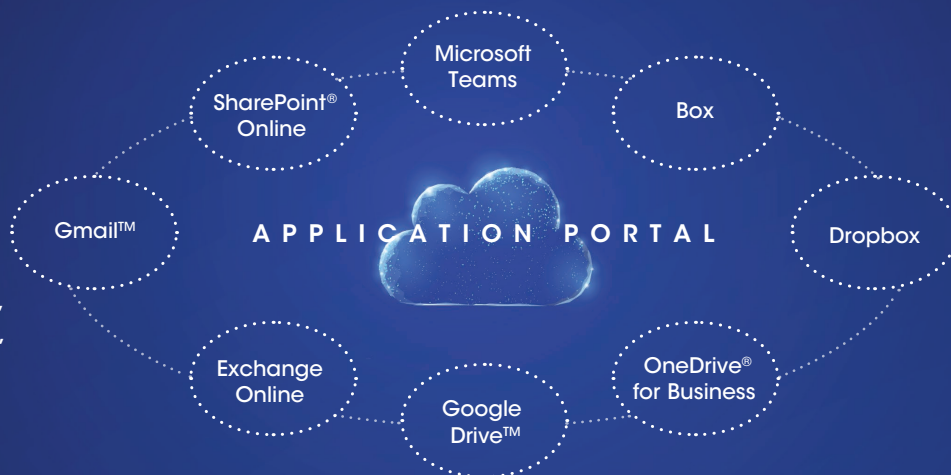 Microsoft
Teams
SharePoint®
Online
Box
Gmail™
APPLICATION PORTAL
Dropbox
Exchange
Online
Google
Drive™
OneDrive®
for Business